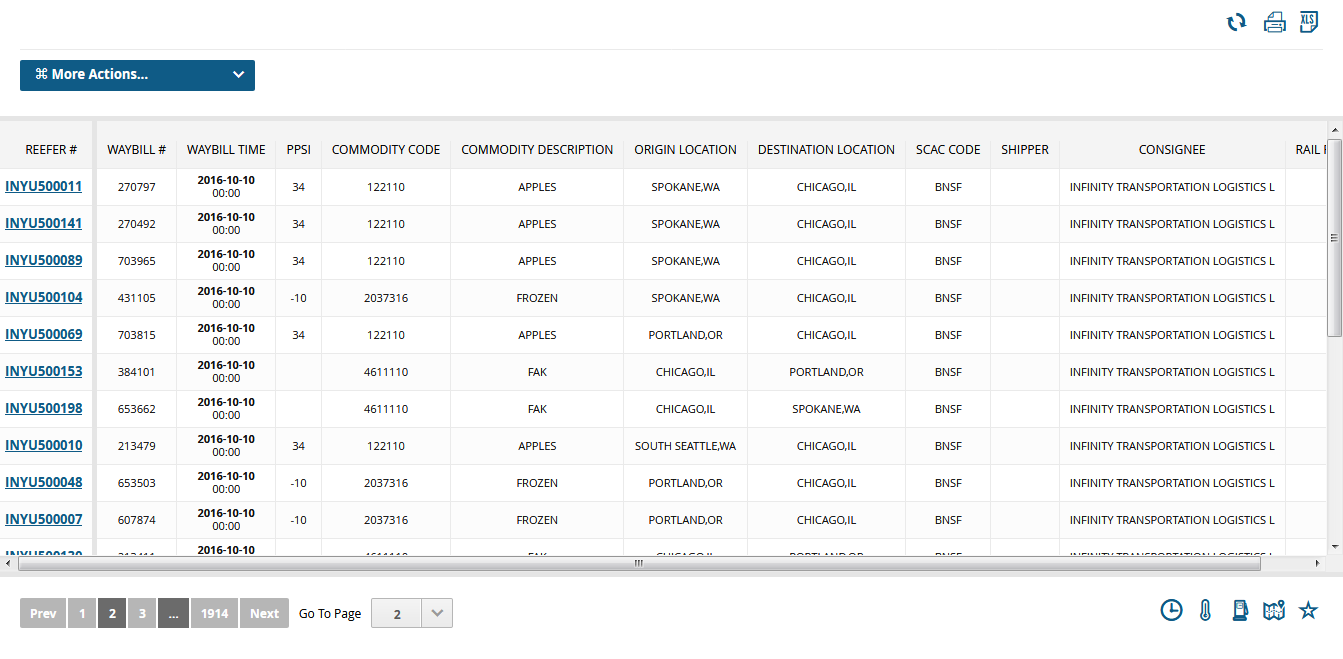 XLS
⌘ More Actions...
REEFER # WAYBILL # WAYBILL TIME PPSI COMMODITY CODE COMMODITY DESCRIPTION ORIGIN LOCATION DESTINATION LOCATION SCAC CODE SHIPPER CONSIGNEE RAIL
INYU500011 270797 2016-10-10 00:00 34 122110 APPLES SPOKANE,WA CHICAGO,IL BNSF INFINITY TRANSPORTATION LOGISTICS L
INYU500141 270492 2016-10-10 00:00 34 122110 APPLES SPOKANE,WA CHICAGO,IL BNSF INFINITY TRANSPORTATION LOGISTICS L
INYU500089 703965 2016-10-10 00:00 34 122110 APPLES SPOKANE,WA CHICAGO,IL BNSF INFINITY TRANSPORTATION LOGISTICS L
INYU500104 431105 2016-10-10 00:00 -10 2037316 FROZEN SPOKANE,WA CHICAGO,IL BNSF INFINITY TRANSPORTATION LOGISTICS L
INYU500069 703815 2016-10-10 00:00 34 122110 APPLES PORTLAND,OR CHICAGO,IL BNSF INFINITY TRANSPORTATION LOGISTICS L
INYU500153 384101 2016-10-10 00:00 4611110 FAK CHICAGO,IL PORTLAND,OR BNSF INFINITY TRANSPORTATION LOGISTICS L
INYU500198 653662 2016-10-10 00:00 4611110 FAK CHICAGO,IL SPOKANE,WA BNSF INFINITY TRANSPORTATION LOGISTICS L
INYU500010 213479 2016-10-10 00:00 34 122110 APPLES SOUTH SEATTLE,WA CHICAGO,IL BNSF INFINITY TRANSPORTATION LOGISTICS L
INYU500048 653503 2016-10-10 00:00 -10 2037316 FROZEN PORTLAND,OR CHICAGO,IL BNSF INFINITY TRANSPORTATION LOGISTICS L
INYU500007 607874 2016-10-10 00:00 -10 2037316 FROZEN PORTLAND,OR CHICAGO,IL BNSF INFINITY TRANSPORTATION LOGISTICS L
2016-10-10
Prev 1 2 3 ... 1914 Next Go To Page 2